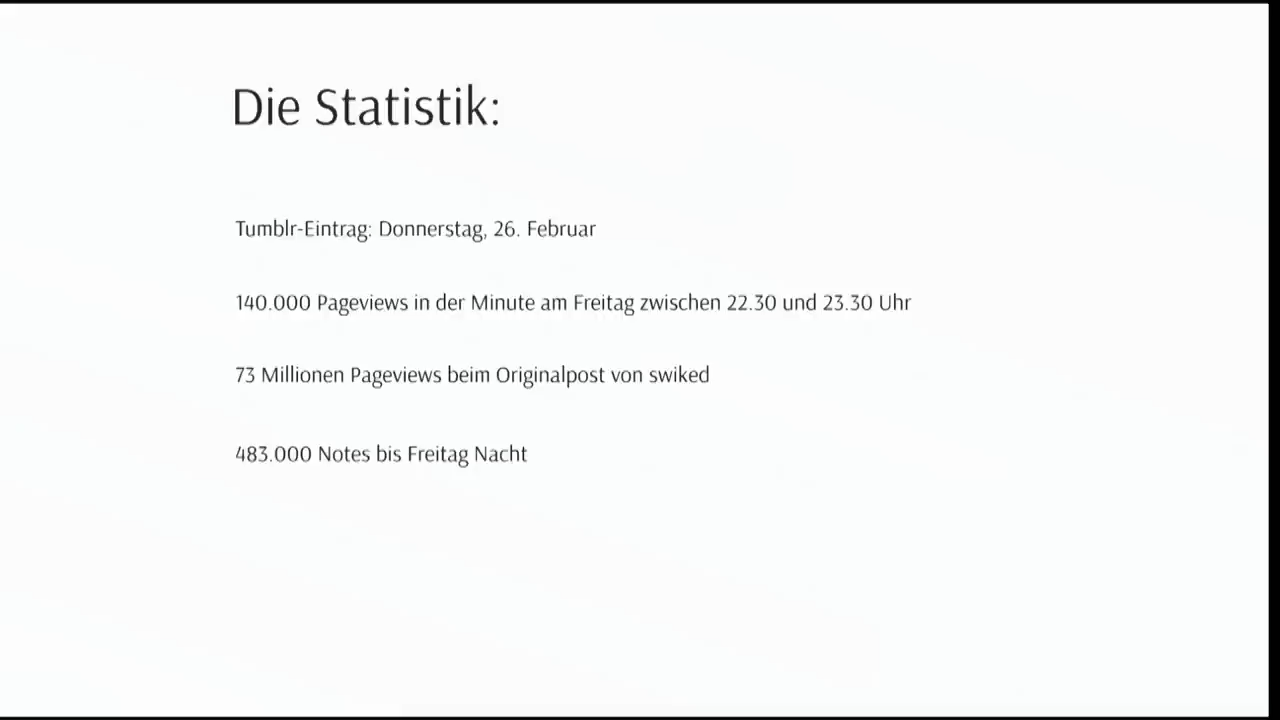 Die Statistik:
Tumblr-Eintrag: Donnerstag, 26. Februar
140.000 Pageviews in der Minute am Freitag zwischen 22.30 und 23.30 Uhr
73 Millionen Pageviews beim Originalpost von swiked
483.000 Notes bis Freitag Nacht